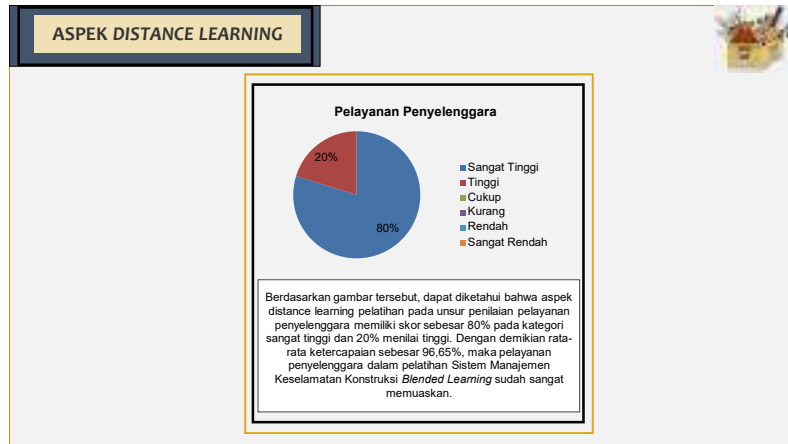 ASPEK DISTANCE LEARNING
Pelayanan Penyelenggara
20%
80%
Sangat Tinggi
Tinggi
Cukup
Kurang
Rendah
Sangat Rendah
Berdasarkan gambar tersebut, dapat diketahui bahwa aspek
distance learning pelatihan pada unsur penilaian pelayanan
penyelenggara memiliki skor sebesar 80% pada kategori
sangat tinggi dan 20% menilai tinggi. Dengan demikian rata-
rata ketercapaian sebesar 96,65%, maka pelayanan
penyelenggara dalam pelatihan Sistem Manajemen
Keselamatan Konstruksi Blended Learning sudah sangat
memuaskan.